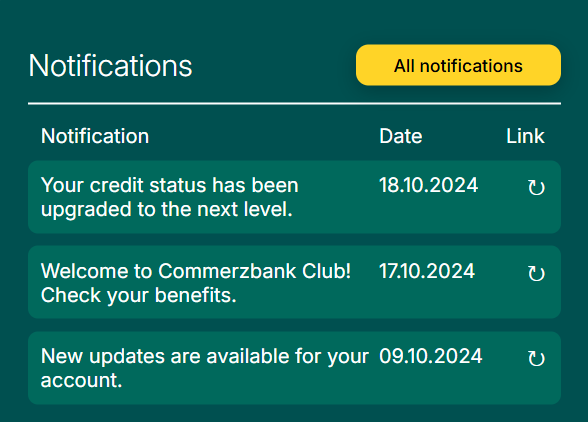 Notifications
All notifications
Notification Date Link
Your credit status has been 18.10.2024
upgraded to the next level.
Welcome to Commerzbank Club! 17.10.2024
Check your benefits.
New updates are available for your 09.10.2024
account.